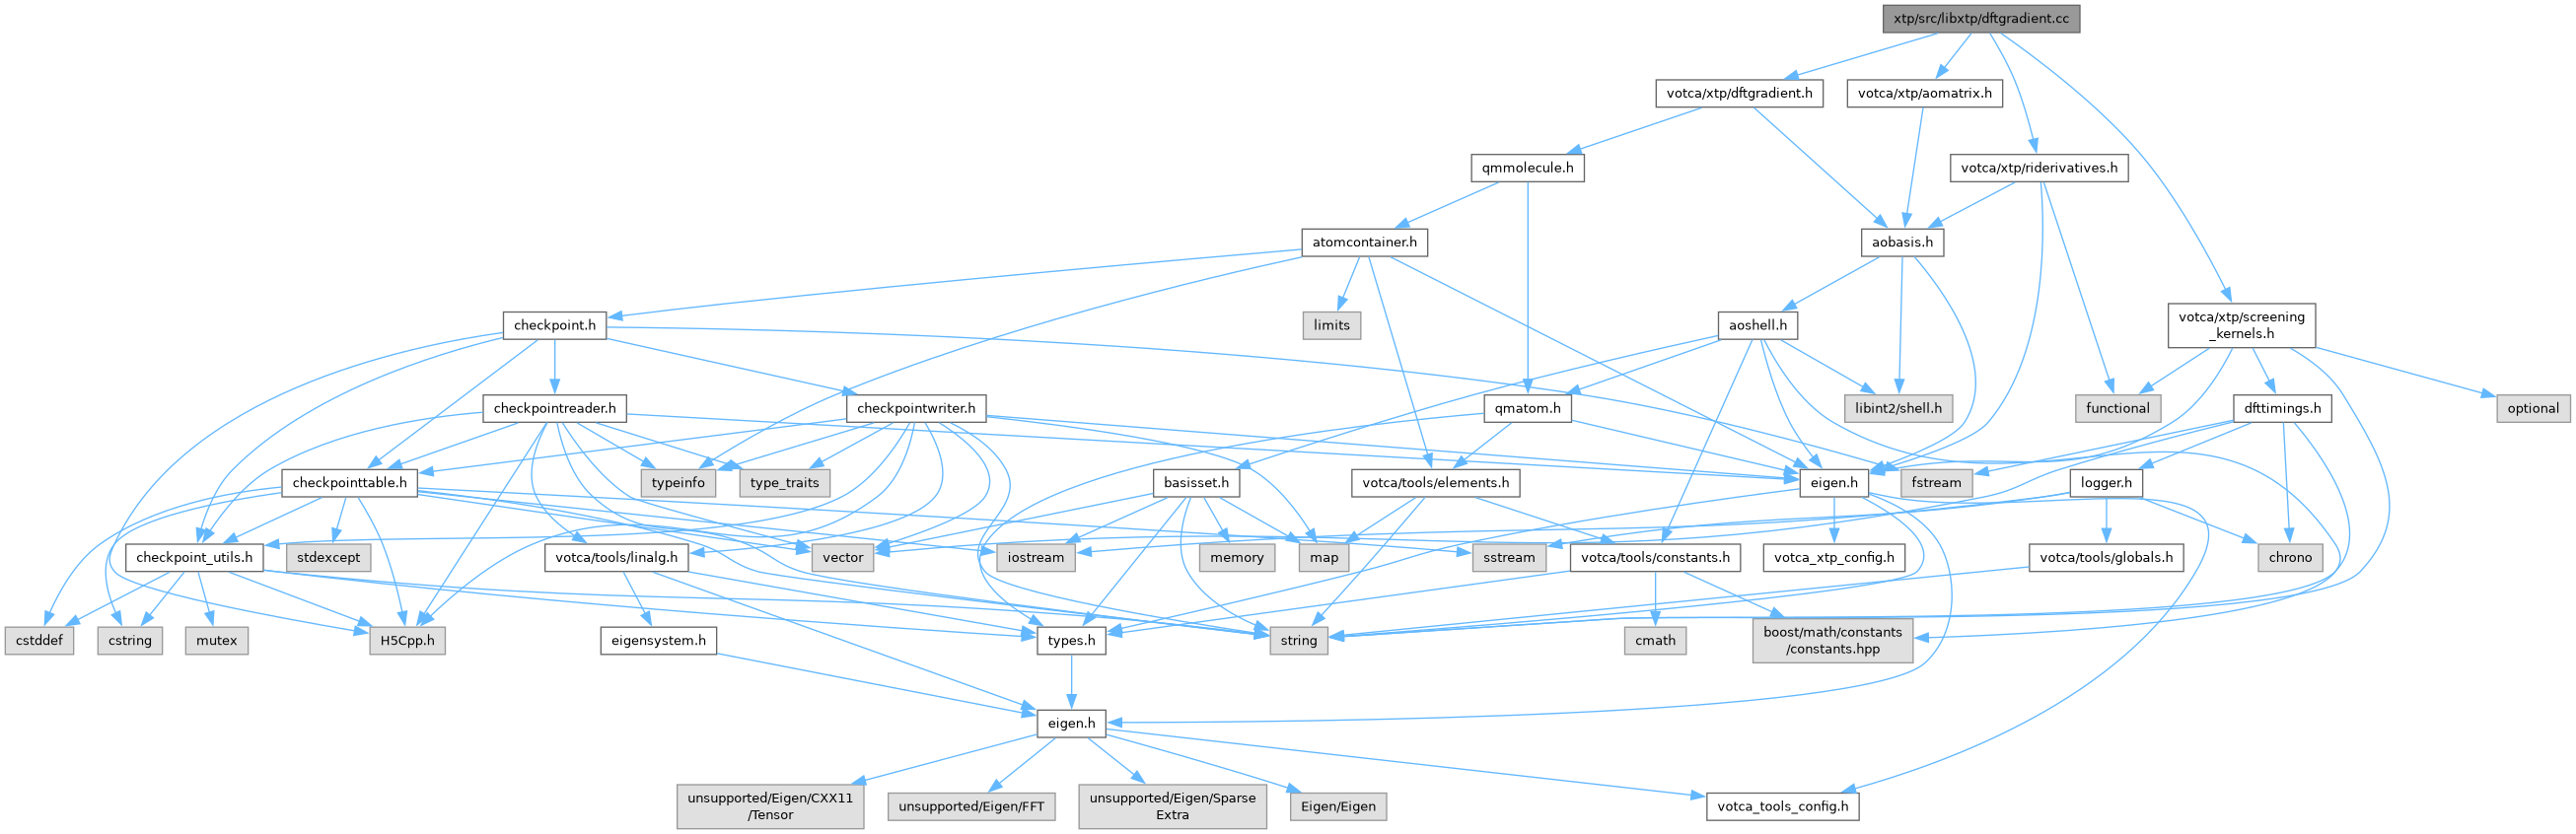 xtp/src/libxtp/dftgradient.cc
votca/xtp/dftgradient.h
votca/xtp/aomatrix.h
qmmolecule.h
votca/xtp/riderivatives.h
atomcontainer.h
aobasis.h
checkpoint.h
limits
aoshell.h
votca/xtp/screening
_kernels.h
checkpointreader.h
checkpointwriter.h
qmatom.h
libint2/shell.h
functional
dfttimings.h
optional
checkpointtable.h
typeinfo
type_traits
basisset.h
votca/tools/elements.h
eigen.h
fstream
logger.h
checkpoint_utils.h
stdexcept
votca/tools/linalg.h
vector
iostream
memory
map
sstream
votca/tools/constants.h
votca_xtp_config.h
votca/tools/globals.h
chrono
cstddef
cstring
mutex
H5Cpp.h
eigensystem.h
types.h
string
cmath
boost/math/constants
/constants.hpp
eigen.h
unsupported/Eigen/CXX11
/Tensor
unsupported/Eigen/FFT
unsupported/Eigen/Sparse
Extra
Eigen/Eigen
votca_tools_config.h